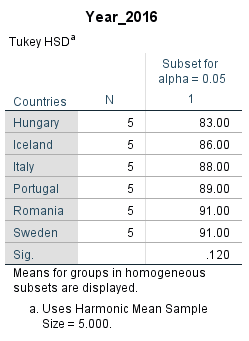 Year_2016
Tukey HSDa
Subset for
alpha = 0.05
Countries N 1
Hungary 5 83.00
Iceland 5 86.00
Italy 5 88.00
Portugal 5 89.00
Romania 5 91.00
Sweden 5 91.00
Sig. .120
Means for groups in homogeneous
subsets are displayed.
a. Uses Harmonic Mean Sample
Size = 5.000.